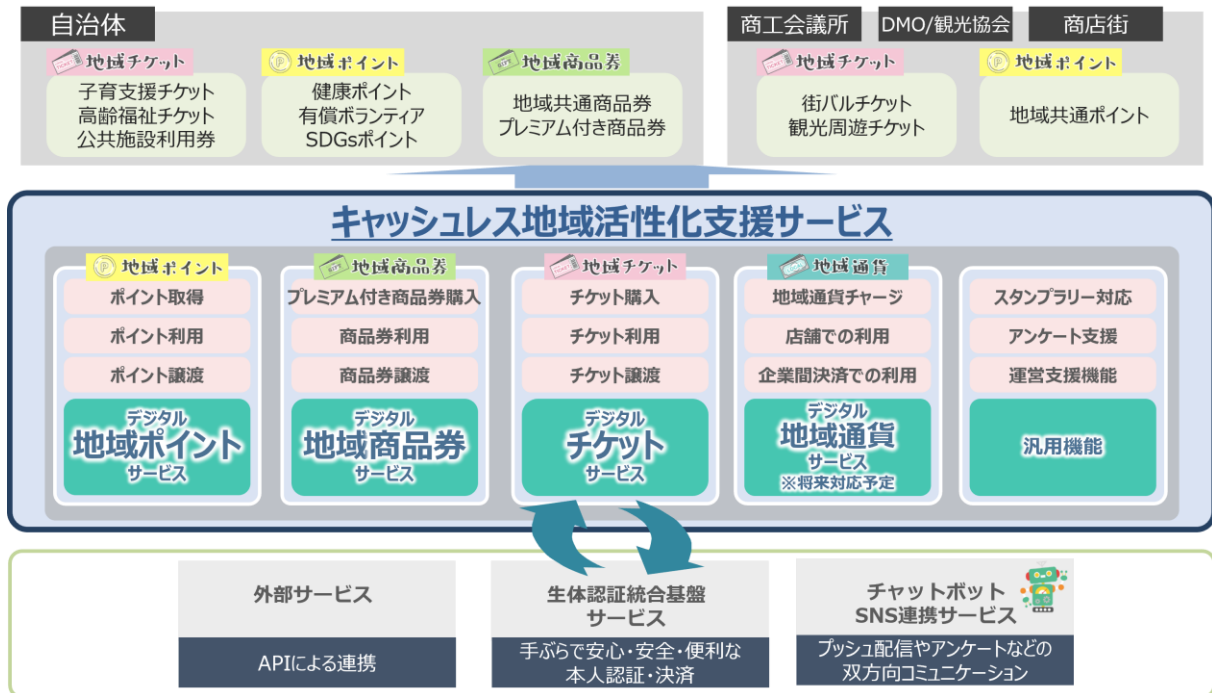 自治体
地域チケット
子育支援チケット
高齢福祉チケット
公共施設利用券
地域ポイント
健康ポイント
有償ボランティア
SDGsポイント
地域商品券
地域共通商品券
プレミアム付き商品券
商工会議所
DMO/観光協会
商店街
地域チケット
街バルチケット
観光周遊チケット
地域ポイント
地域共通ポイント
キャッシュレス地域活性化支援サービス
地域ポイント
ポイント取得
ポイント利用
ポイント譲渡
デジタル
地域ポイント
サービス
地域商品券
プレミアム付き商品券購入
商品券利用
商品券譲渡
デジタル
地域商品券
サービス
地域チケット
チケット購入
チケット利用
チケット譲渡
デジタル
チケット
サービス
地域通貨
地域通貨チャージ
店舗での利用
企業間決済での利用
デジタル
地域通貨
サービス
※将来対応予定
スタンプラリー対応
アンケート支援
運営支援機能
汎用機能
外部サービス
APIによる連携
生体認証統合基盤
サービス
手ぶらで安心・安全・便利な
本人認証・決済
チャットボット
SNS連携サービス
プッシュ配信やアンケートなどの
双方向コミュニケーション